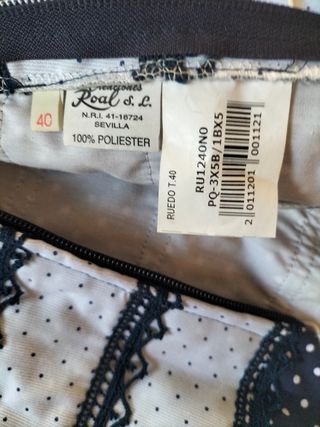 40
Roal S. L.
N.R.I. 41-16724
SEVILLA
100% POLIESTER
RUEDO T.40
RU1240N0
PQ-3X5B/1BX5
2 011201 001121